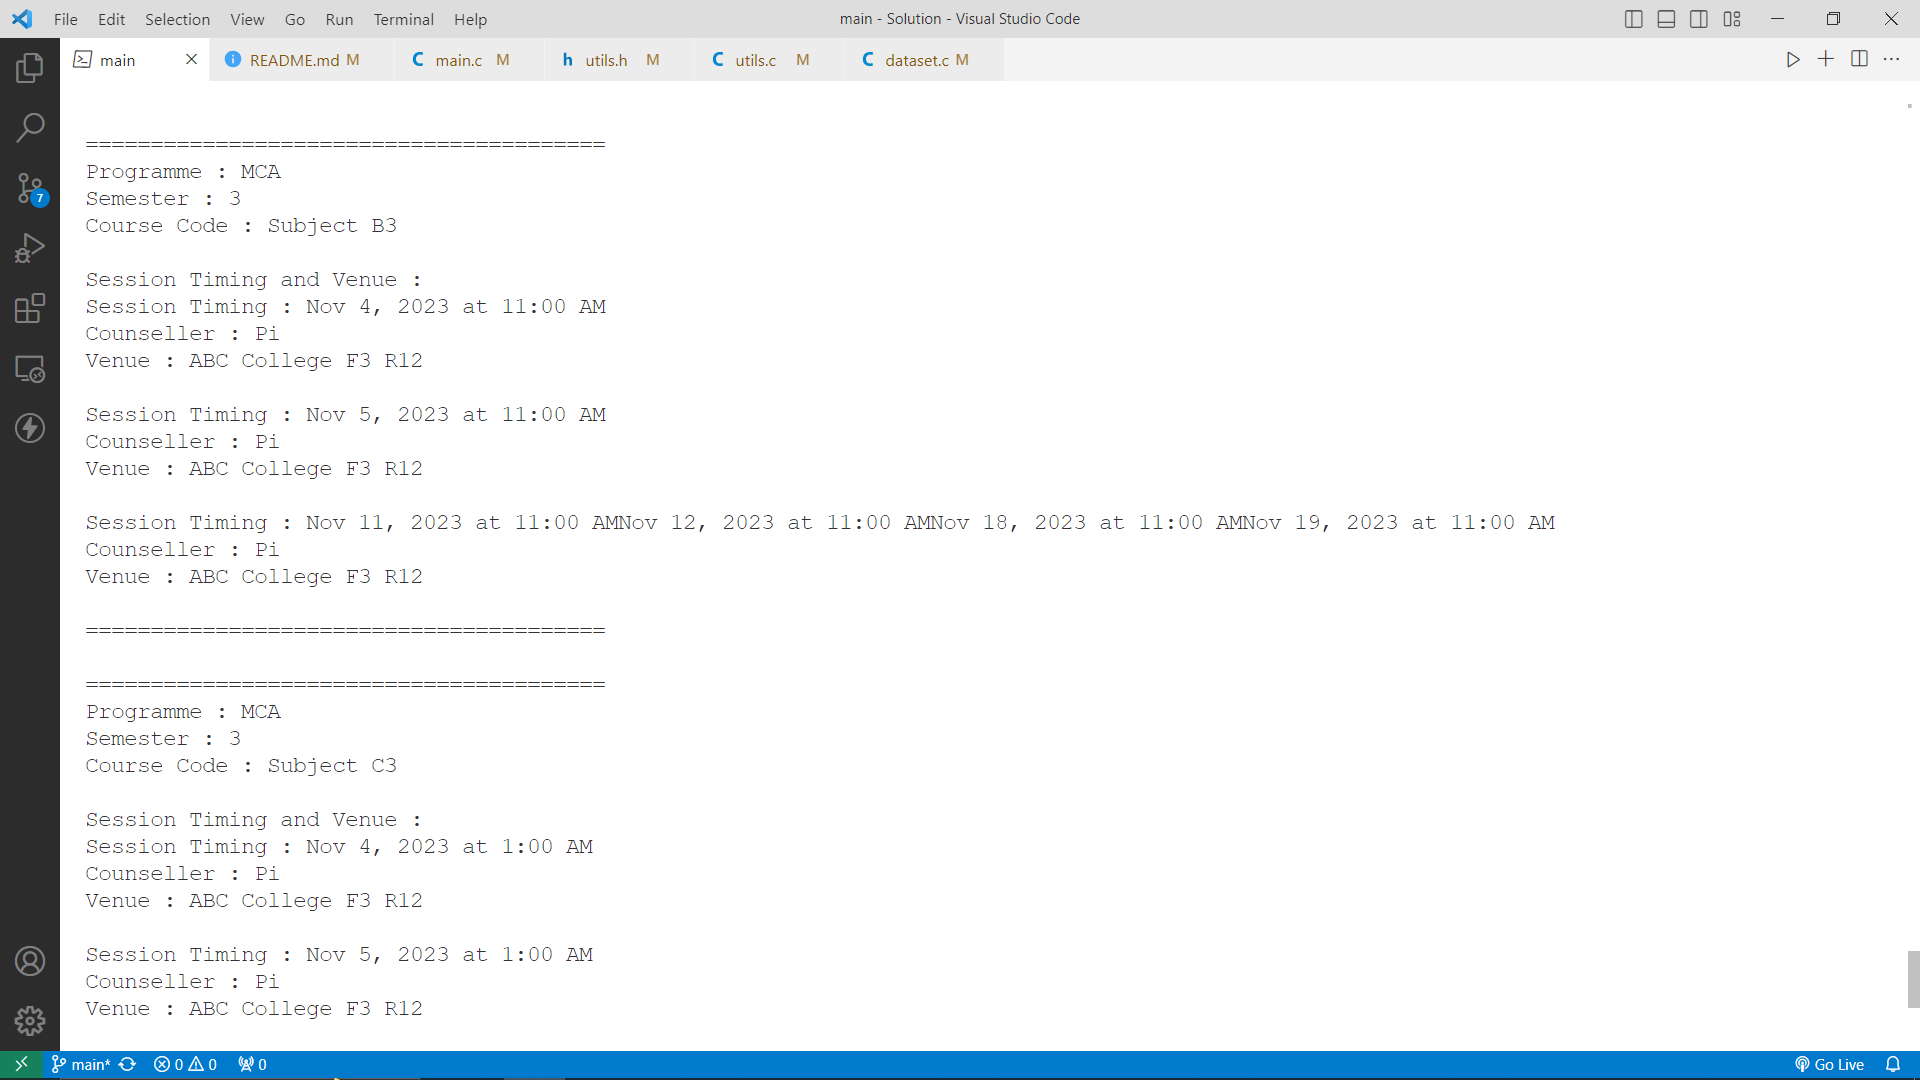 File Edit Selection View Go Run Terminal Help main - Solution - Visual Studio Code
main README.md M C main.c M h utils.h M C utils.c M C dataset.c M
========================================
Programme : MCA
Semester : 3
Course Code : Subject B3
Session Timing and Venue :
Session Timing : Nov 4, 2023 at 11:00 AM
Counseller : Pi
Venue : ABC College F3 R12
Session Timing : Nov 5, 2023 at 11:00 AM
Counseller : Pi
Venue : ABC College F3 R12
Session Timing : Nov 11, 2023 at 11:00 AMNov 12, 2023 at 11:00 AMNov 18, 2023 at 11:00 AMNov 19, 2023 at 11:00 AM
Counseller : Pi
Venue : ABC College F3 R12
========================================
========================================
Programme : MCA
Semester : 3
Course Code : Subject C3
Session Timing and Venue :
Session Timing : Nov 4, 2023 at 1:00 AM
Counseller : Pi
Venue : ABC College F3 R12
Session Timing : Nov 5, 2023 at 1:00 AM
Counseller : Pi
Venue : ABC College F3 R12
7
main* 0 0 0 Go Live